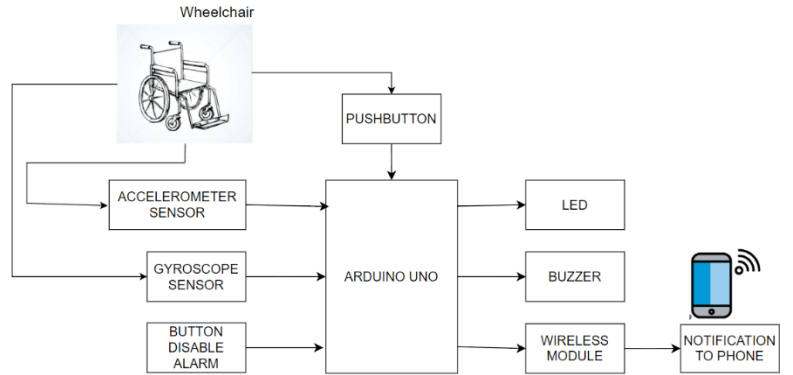 Wheelchair
PUSHBUTTON
ACCELEROMETER
SENSOR
LED
GYROSCOPE
SENSOR
ARDUINO UNO
BUZZER
BUTTON
DISABLE
ALARM
WIRELESS
MODULE
NOTIFICATION
TO PHONE